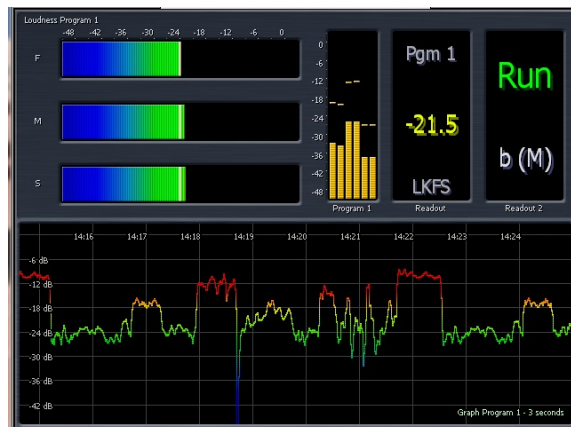 Loudness Program 1
-48 -42 -36 -30 -24 -18 -12 -6 0
F
M
S
0
-6
-12
-18
-24
-30
-36
-42
-48
Program 1
Pgm 1
-21.5
LKFS
Readout
Run
b (M)
Readout 2
14:16 14:17 14:18 14:19 14:20 14:21 14:22 14:23 14:24
-6 dB
-12 dB
-18 dB
-24 dB
-30 dB
-36 dB
-42 dB
Graph Program 1 - 3 seconds